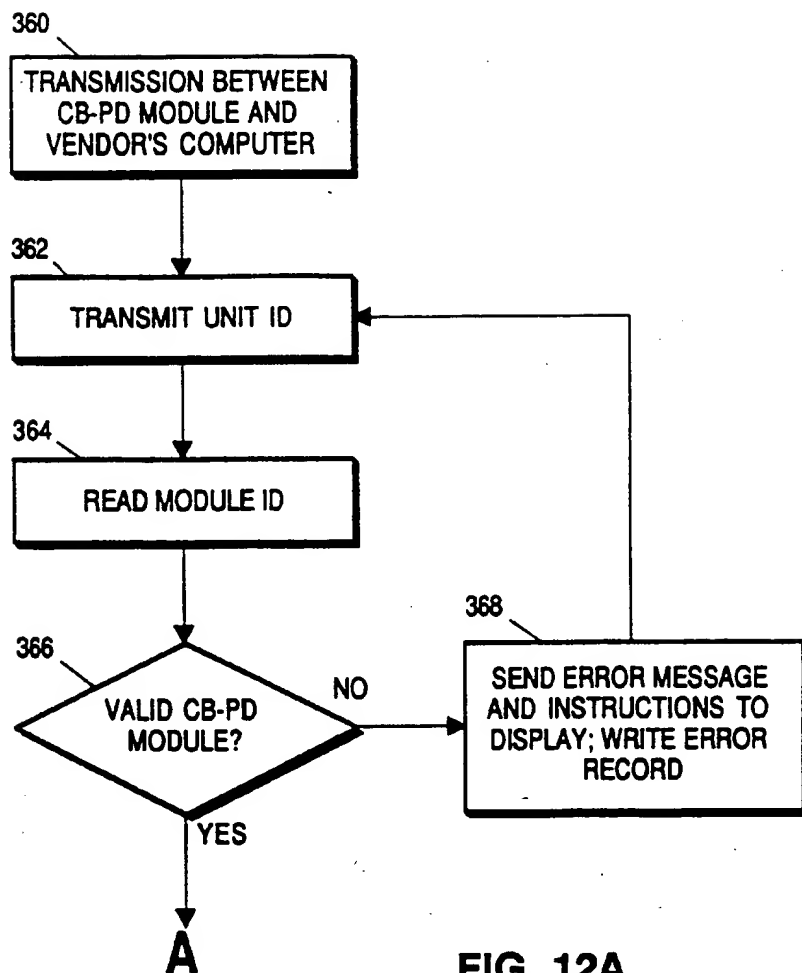 360
TRANSMISSION BETWEEN
CB-PD MODULE AND
VENDOR'S COMPUTER
362
TRANSMIT UNIT ID
364
READ MODULE ID
366
VALID CB-PD
MODULE?
NO
YES
368
SEND ERROR MESSAGE
AND INSTRUCTIONS TO
DISPLAY; WRITE ERROR
RECORD
A
FIG. 12A